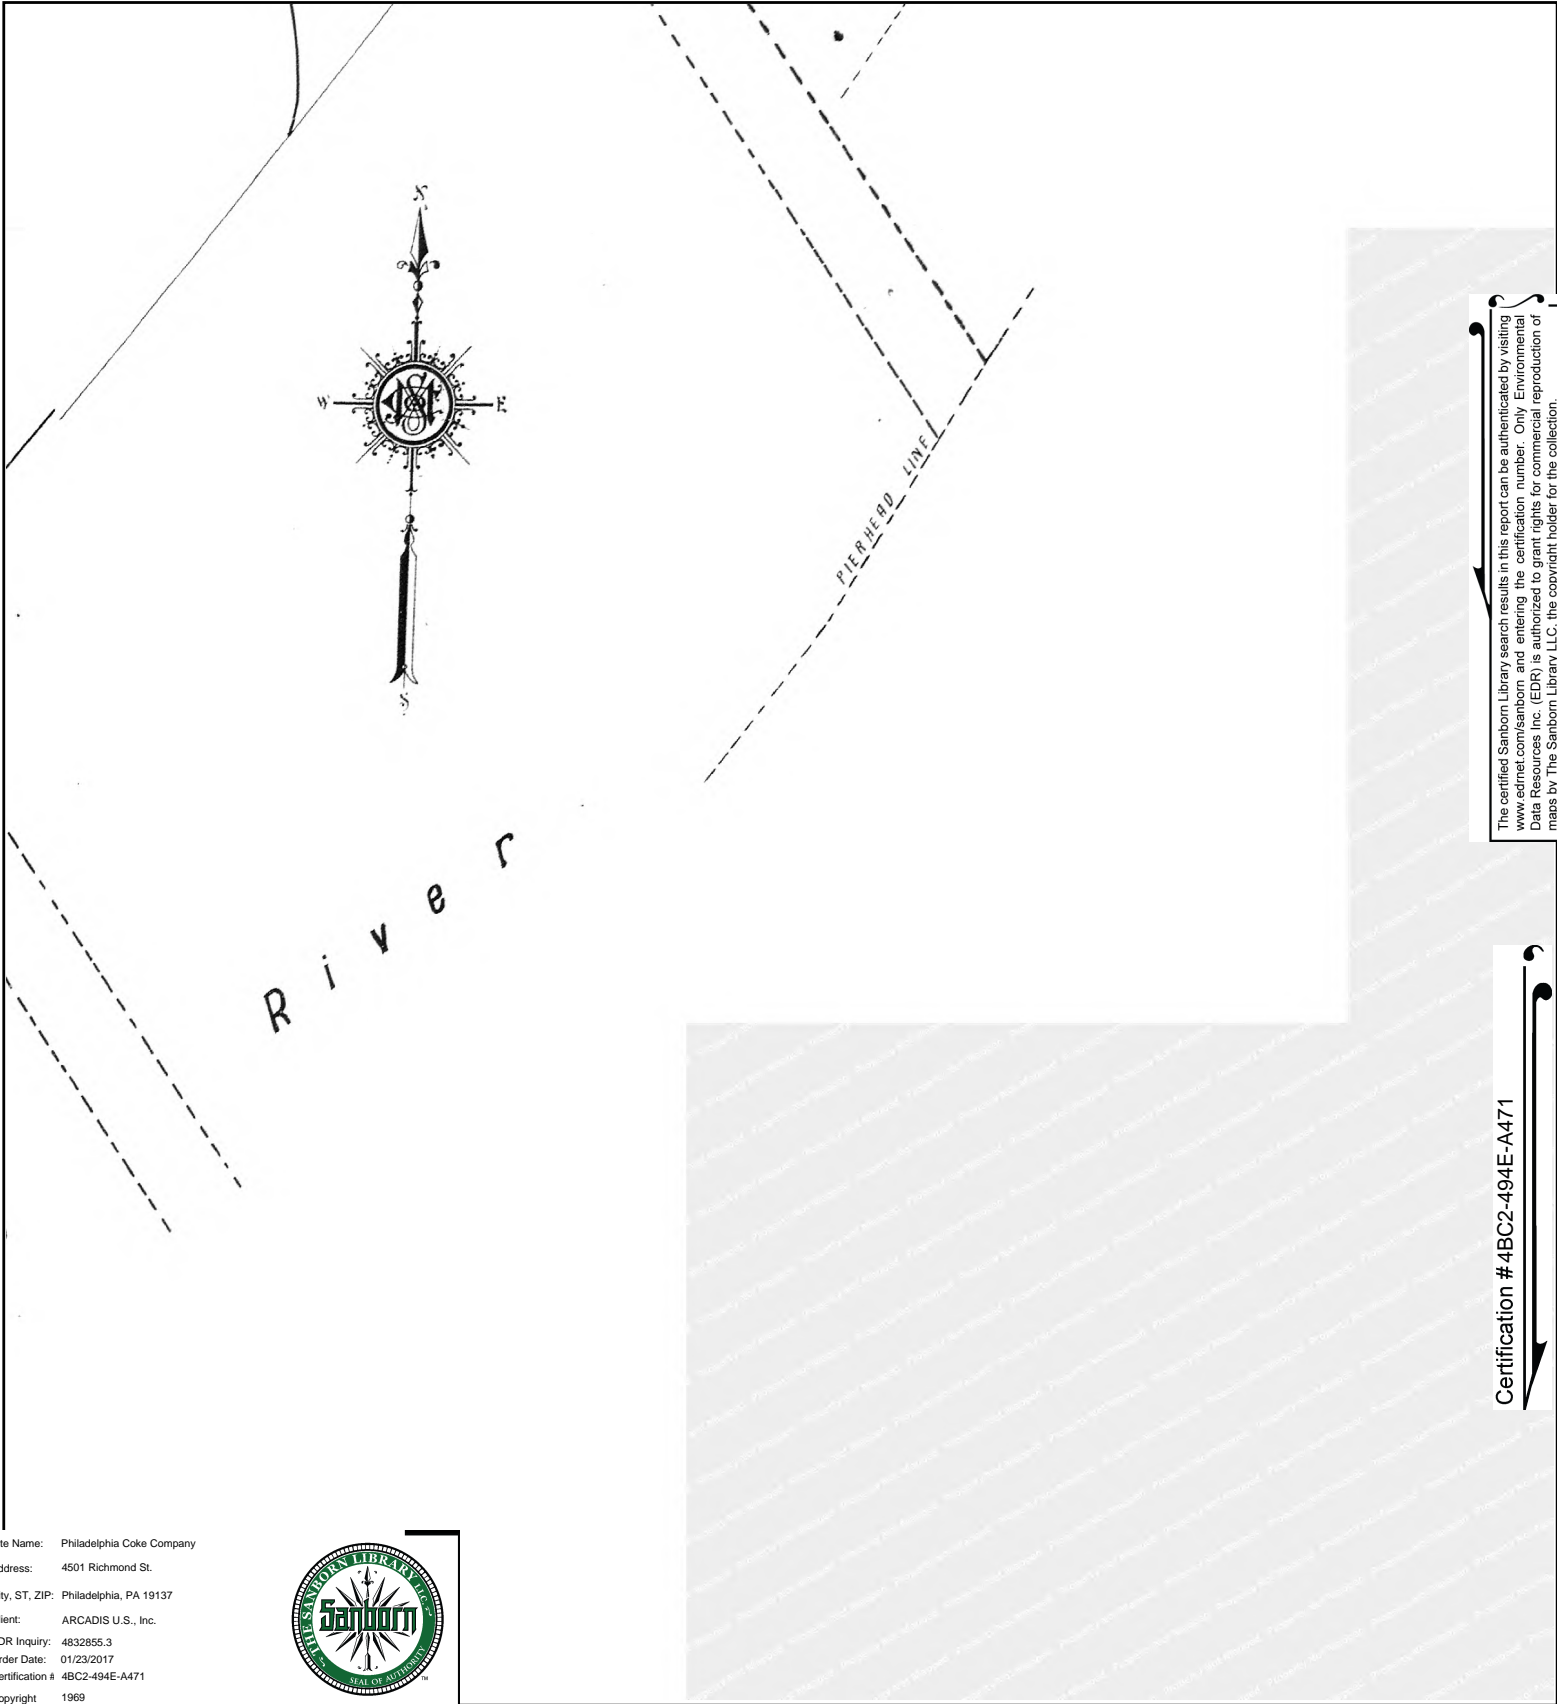 N
W E
S
PIERHEAD LINE
River
The certified Sanborn Library search results in this report can be authenticated by visiting
www.edrnet.com/sanborn and entering the certification number. Only Environmental
Data Resources Inc. (EDR) is authorized to grant rights for commercial reproduction of
maps by The Sanborn Library LLC, the copyright holder for the collection.
Certification # 4BC2-494E-A471
te Name: Philadelphia Coke Company
ddress: 4501 Richmond St.
ty, ST, ZIP: Philadelphia, PA 19137
ient: ARCADIS U.S., Inc.
DR Inquiry: 4832855.3
rder Date: 01/23/2017
ertification # 4BC2-494E-A471
opyright 1969
THE SANBORN LIBRARY LLC.
Sanborn
SEAL OF AUTHORITY
TM